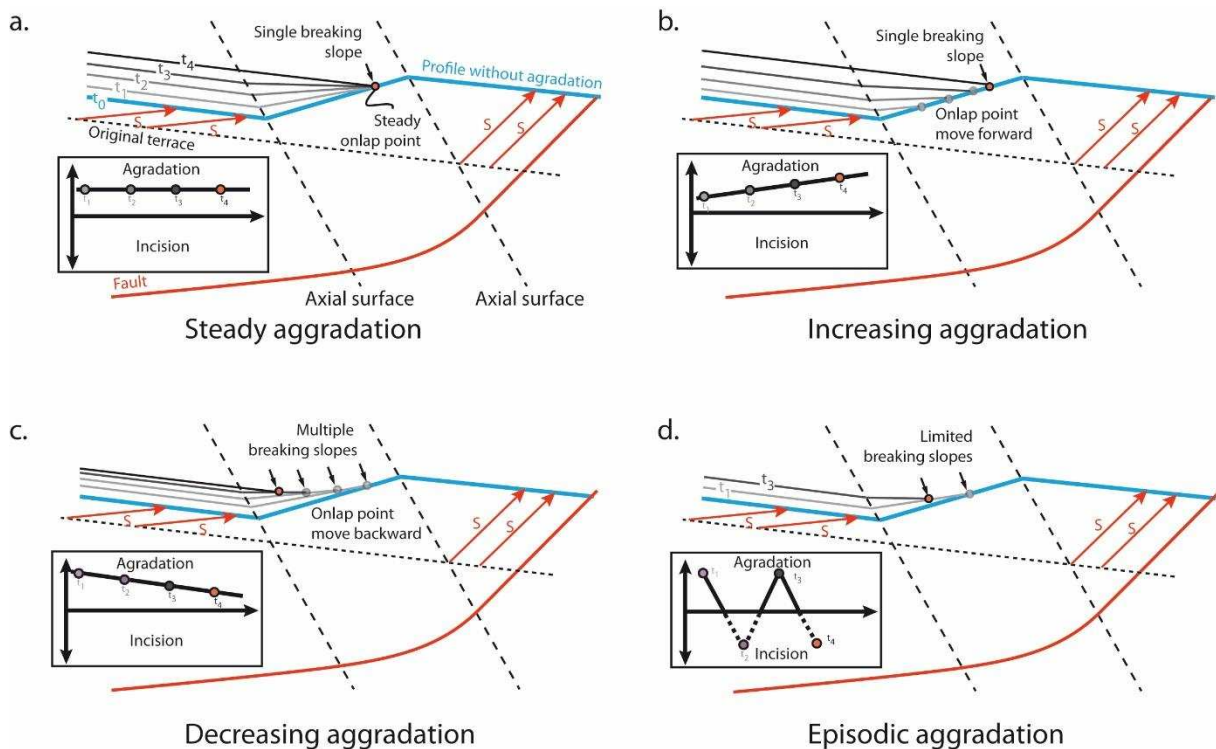 a.
Single breaking
slope
t4
t3
t2
t1
t0
Profile without agradation
S
S
S
S
Original terrace
Steady
onlap point
Agradation
t1
t2
t3
t4
Incision
Fault
Axial surface
Axial surface
Steady aggradation
b.
Single breaking
slope
Onlap point
move forward
S
S
S
S
Agradation
t1
t2
t3
t4
Incision
Increasing aggradation
c.
Multiple
breaking slopes
Onlap point
move backward
S
S
S
S
Agradation
t1
t2
t3
t4
Incision
Decreasing aggradation
d.
Limited
breaking slopes
t3
t1
S
S
S
S
Agradation
t1
t3
t2
t4
Incision
Episodic aggradation